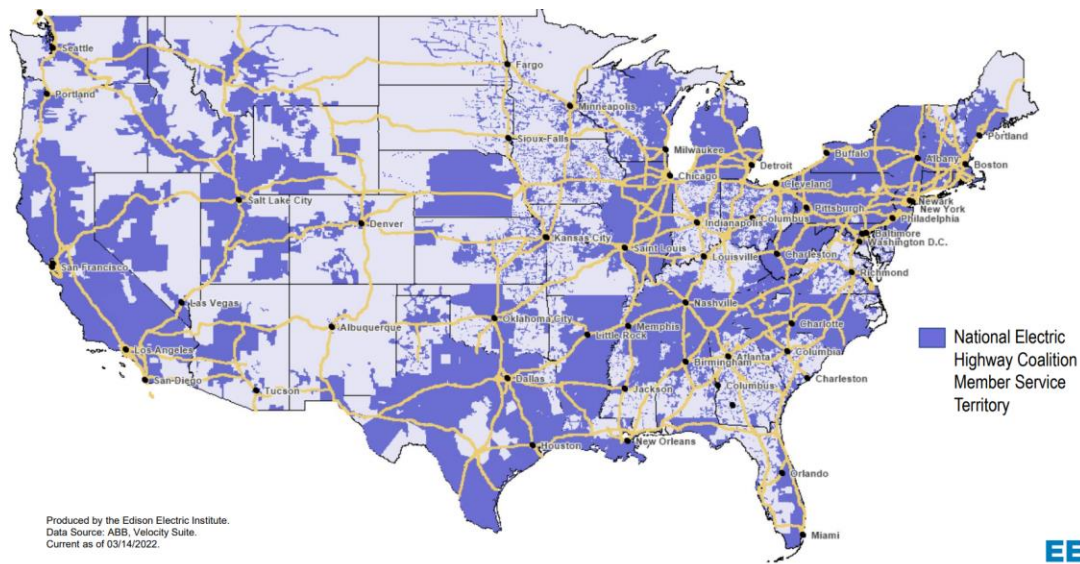 Seattle
Portland
Fargo
Minneapolis
Sioux Falls
Milwaukee
Chicago
Detroit
Buffalo
Albany
Portland
Boston
Cleveland
Newark
New York
Pittsburgh
Philadelphia
Salt Lake City
Denver
Kansas City
Saint Louis
Indianapolis
Columbus
Baltimore
Washington D.C.
Louisville
Charleston
Richmond
San Francisco
Las Vegas
Los Angeles
San Diego
Tucson
Albuquerque
Oklahoma City
Little Rock
Memphis
Nashville
Charlotte
Columbia
Birmingham
Atlanta
Dallas
Jackson
Columbus
Charleston
Houston
New Orleans
Orlando
Miami
National Electric
Highway Coalition
Member Service
Territory
Produced by the Edison Electric Institute.
Data Source: ABB, Velocity Suite.
Current as of 03/14/2022.